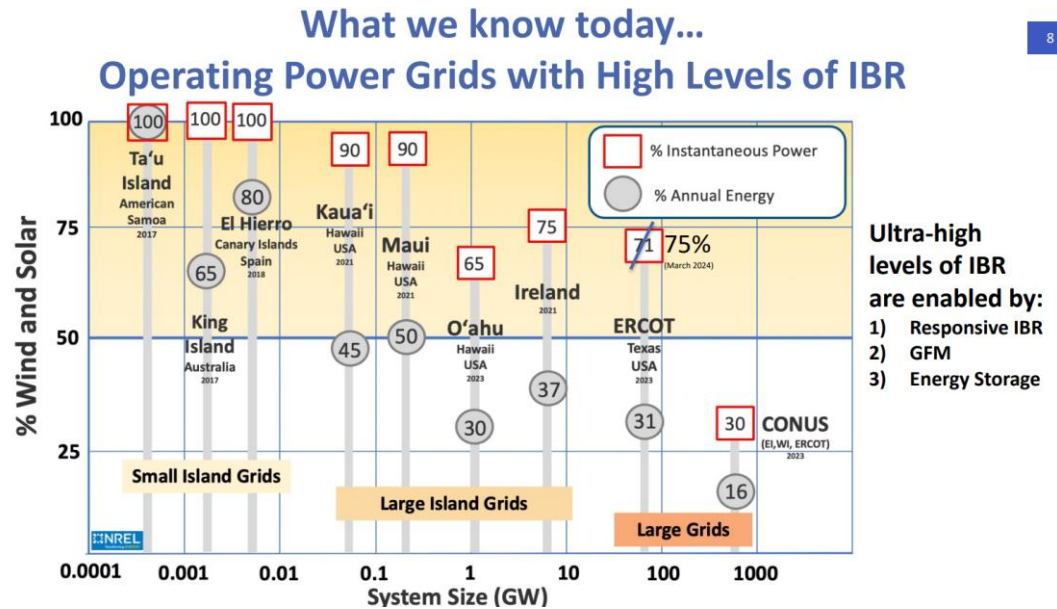 What we know today…
Operating Power Grids with High Levels of IBR
8
% Wind and Solar
100
75
50
25
100
Taʻu
Island
American
Samoa
2017
100
65
King
Island
Australia
2017
100
80
El Hierro
Canary Islands
Spain
2018
90
Kauaʻi
Hawaii
USA
2021
45
90
Maui
Hawaii
USA
2021
50
65
Oʻahu
Hawaii
USA
2023
30
75
Ireland
2021
37
71 75%
(March 2024)
ERCOT
Texas
USA
2023
31
30
CONUS
(EI,WI, ERCOT)
2023
16
% Instantaneous Power
% Annual Energy
Small Island Grids
Large Island Grids
Large Grids
NREL
0.0001 0.001 0.01 0.1 1 10 100 1000
System Size (GW)
Ultra-high
levels of IBR
are enabled by:
1) Responsive IBR
2) GFM
3) Energy Storage